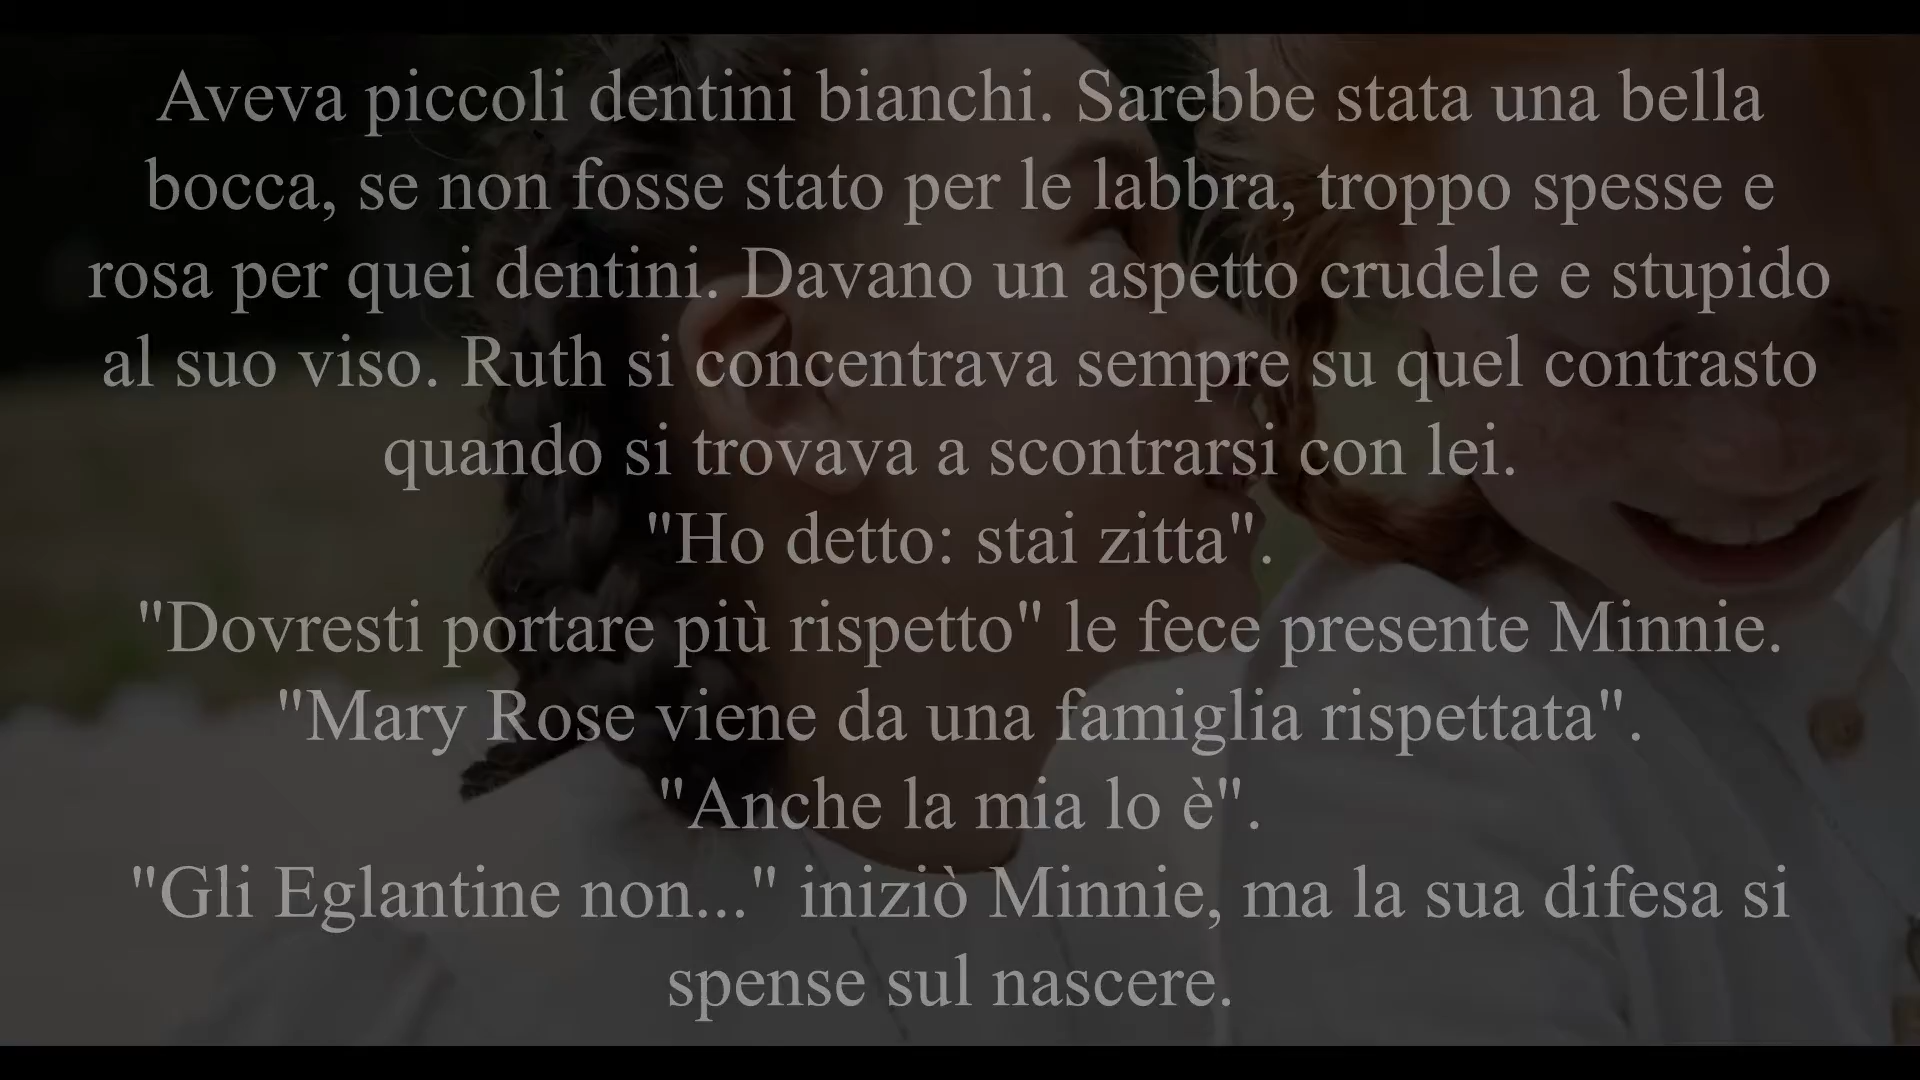 Aveva piccoli dentini bianchi. Sarebbe stata una bella
bocca, se non fosse stato per le labbra, troppo spesse e
rosa per quei dentini. Davano un aspetto crudele e stupido
al suo viso. Ruth si concentrava sempre su quel contrasto
quando si trovava a scontrarsi con lei.
"Ho detto: stai zitta".
"Dovresti portare più rispetto" le fece presente Minnie.
"Mary Rose viene da una famiglia rispettata".
"Anche la mia lo è".
"Gli Eglantine non..." iniziò Minnie, ma la sua difesa si
spense sul nascere.